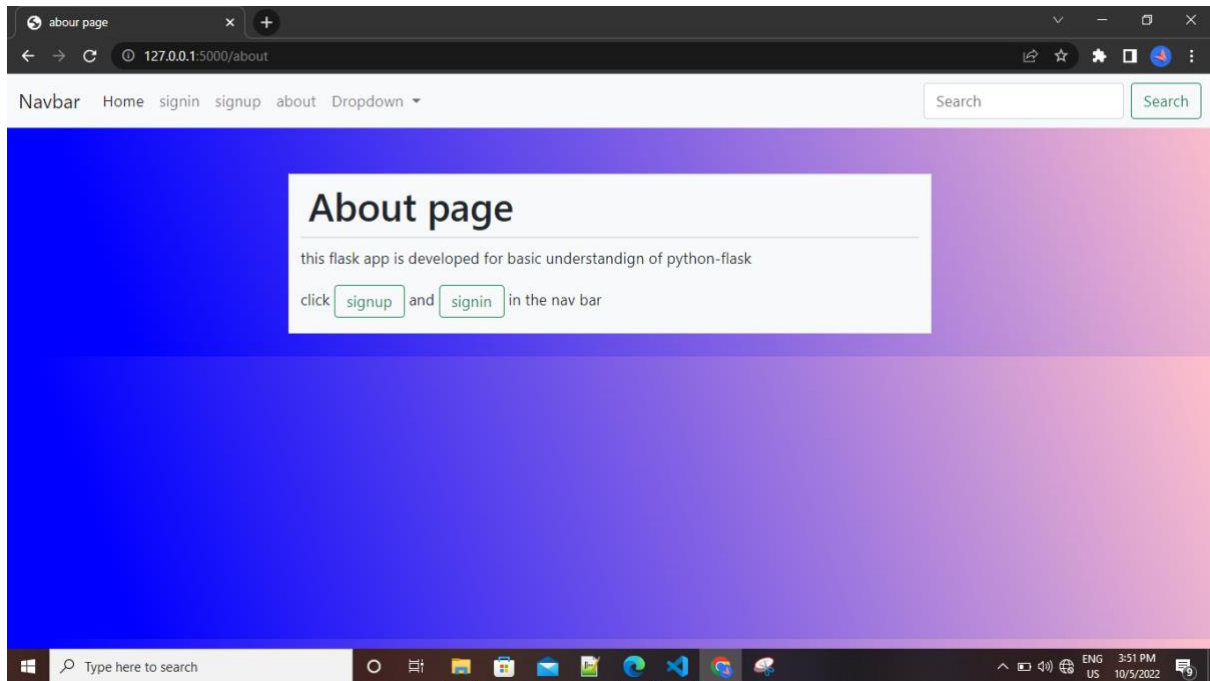 abour page
127.0.0.1:5000/about
Navbar Home signin signup about Dropdown Search Search
About page
this flask app is developed for basic understandign of python-flask
click signup and signin in the nav bar
Type here to search ENG 3:51 PM
US 10/5/2022 9